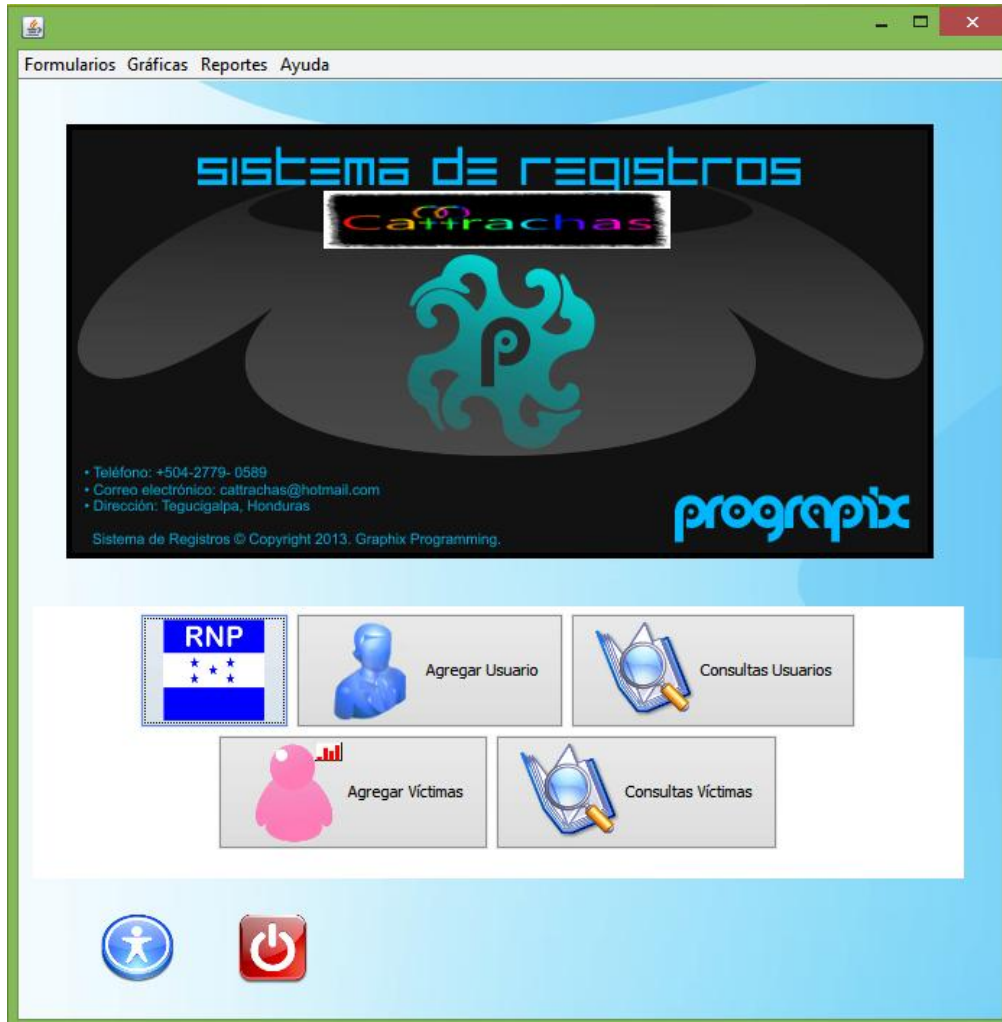 Formularios Gráficas Reportes Ayuda
sistema de registros
Cattrachas
P
• Teléfono: +504-2779- 0589
• Correo electrónico: cattrachas@hotmail.com
• Dirección: Tegucigalpa, Honduras
Sistema de Registros © Copyright 2013. Graphix Programming.
prograpix
RNP
Agregar Usuario
Consultas Usuarios
Agregar Víctimas
Consultas Víctimas